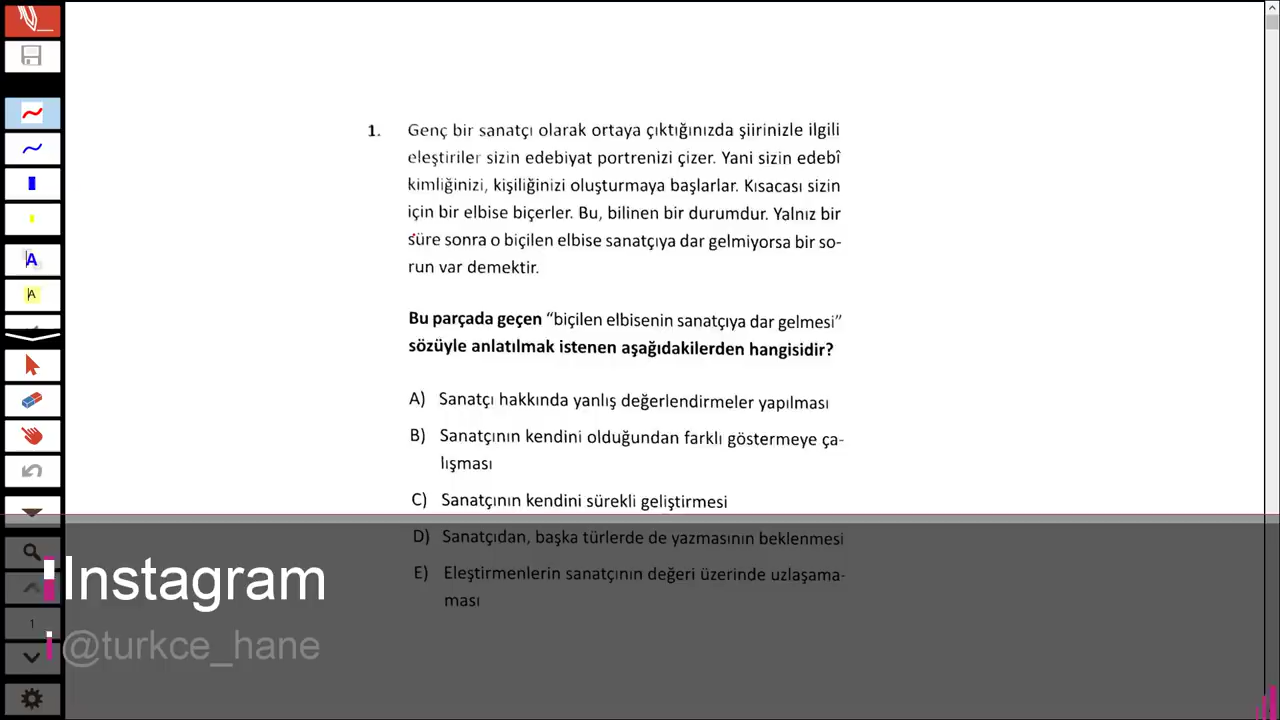 1. Genç bir sanatçı olarak ortaya çıktığınızda şiirinizle ilgili
eleştiriler sizin edebiyat portrenizi çizer. Yani sizin edebî
kimliğinizi, kişiliğinizi oluşturmaya başlarlar. Kısacası sizin
için bir elbise biçerler. Bu, bilinen bir durumdur. Yalnız bir
süre sonra o biçilen elbise sanatçıya dar gelmiyorsa bir so-
run var demektir.
Bu parçada geçen “biçilen elbisenin sanatçıya dar gelmesi”
sözüyle anlatılmak istenen aşağıdakilerden hangisidir?
A) Sanatçı hakkında yanlış değerlendirmeler yapılması
B) Sanatçının kendini olduğundan farklı göstermeye ça-
lışması
C) Sanatçının kendini sürekli geliştirmesi
D) Sanatçıdan, başka türlerde de yazmasının beklenmesi
E) Eleştirmenlerin sanatçının değeri üzerinde uzlaşama-
ması
Instagram
@turkce_hane
A
A
1